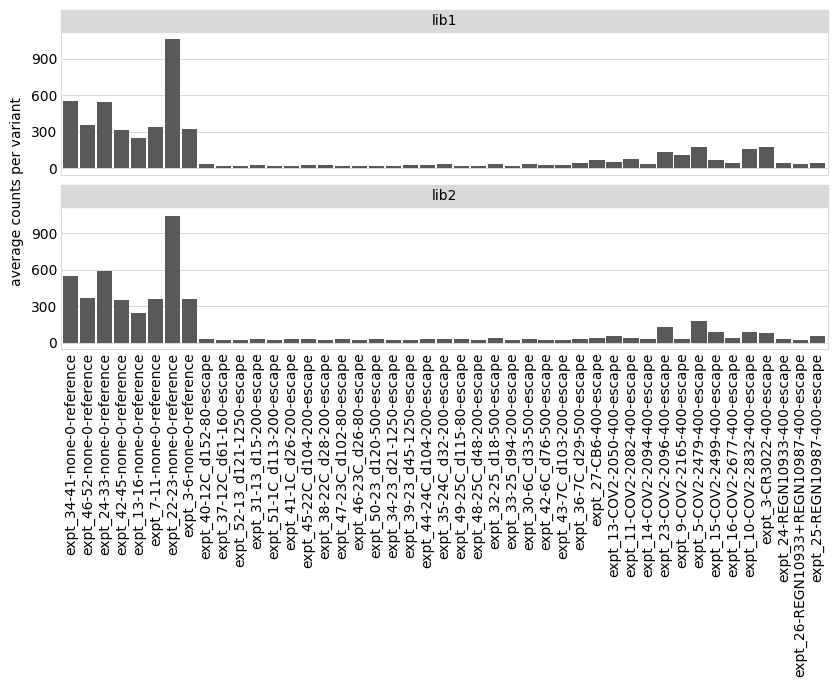 lib1
900
600
300
0
average counts per variant
lib2
900
600
300
0
expt_34-41-none-0-reference
expt_46-52-none-0-reference
expt_24-33-none-0-reference
expt_42-45-none-0-reference
expt_13-16-none-0-reference
expt_7-11-none-0-reference
expt_22-23-none-0-reference
expt_3-6-none-0-reference
expt_40-12C_d152-80-escape
expt_37-12C_d61-160-escape
expt_52-13_d121-1250-escape
expt_31-13_d15-200-escape
expt_51-1C_d113-200-escape
expt_41-1C_d26-200-escape
expt_45-22C_d104-200-escape
expt_38-22C_d28-200-escape
expt_47-23C_d102-80-escape
expt_46-23C_d26-80-escape
expt_50-23_d120-500-escape
expt_34-23_d21-1250-escape
expt_39-23_d45-1250-escape
expt_44-24C_d104-200-escape
expt_35-24C_d32-200-escape
expt_49-25C_d115-80-escape
expt_48-25C_d48-200-escape
expt_32-25_d18-500-escape
expt_33-25_d94-200-escape
expt_30-6C_d33-500-escape
expt_42-6C_d76-500-escape
expt_43-7C_d103-200-escape
expt_36-7C_d29-500-escape
expt_27-CB6-400-escape
expt_13-COV2-2050-400-escape
expt_11-COV2-2082-400-escape
expt_14-COV2-2094-400-escape
expt_23-COV2-2096-400-escape
expt_9-COV2-2165-400-escape
expt_5-COV2-2479-400-escape
expt_15-COV2-2499-400-escape
expt_16-COV2-2677-400-escape
expt_10-COV2-2832-400-escape
expt_3-CR3022-400-escape
expt_24-REGN10933-400-escape
expt_26-REGN10933+REGN10987-400-escape
expt_25-REGN10987-400-escape